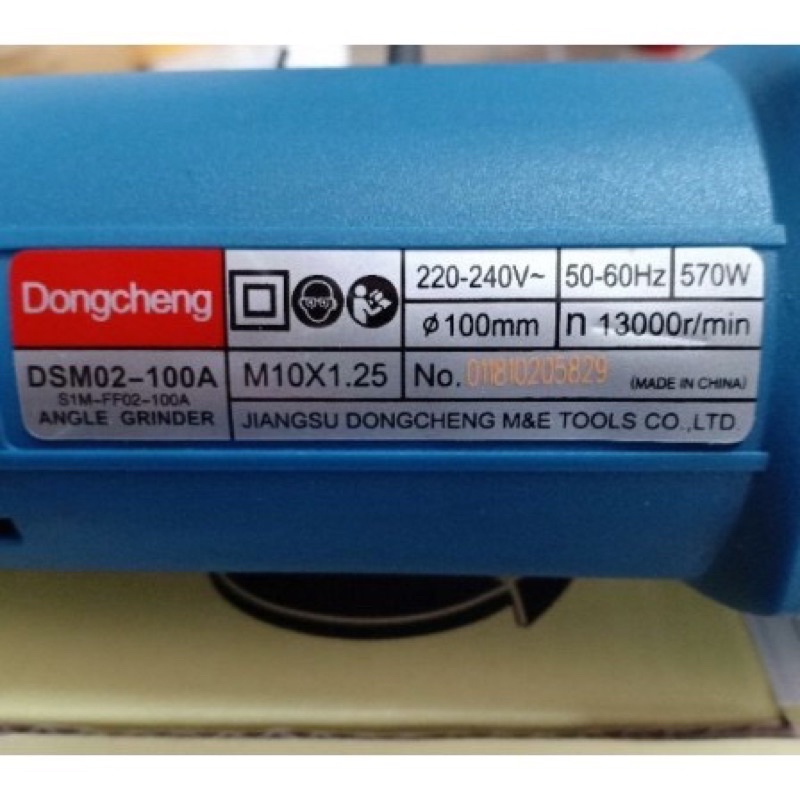 Dongcheng
220-240V~ 50-60Hz 570W
ø100mm n 13000r/min
DSM02-100A
S1M-FF02-100A
ANGLE GRINDER
M10X1.25
No. 011810205829 (MADE IN CHINA)
JIANGSU DONGCHENG M&E TOOLS CO.,LTD.